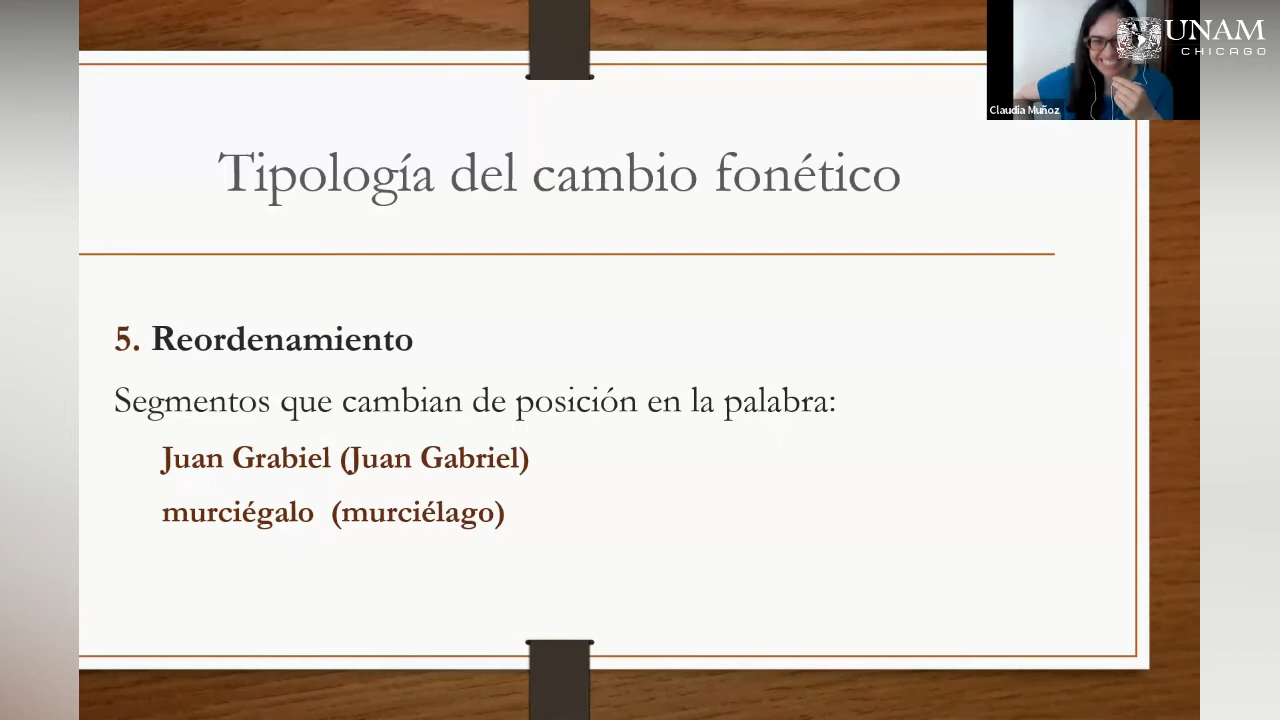 UNAM
CHICAGO
Claudia Muñoz
Tipología del cambio fonético
5. Reordenamiento
Segmentos que cambian de posición en la palabra:
Juan Grabiel (Juan Gabriel)
murciégalo (murciélago)